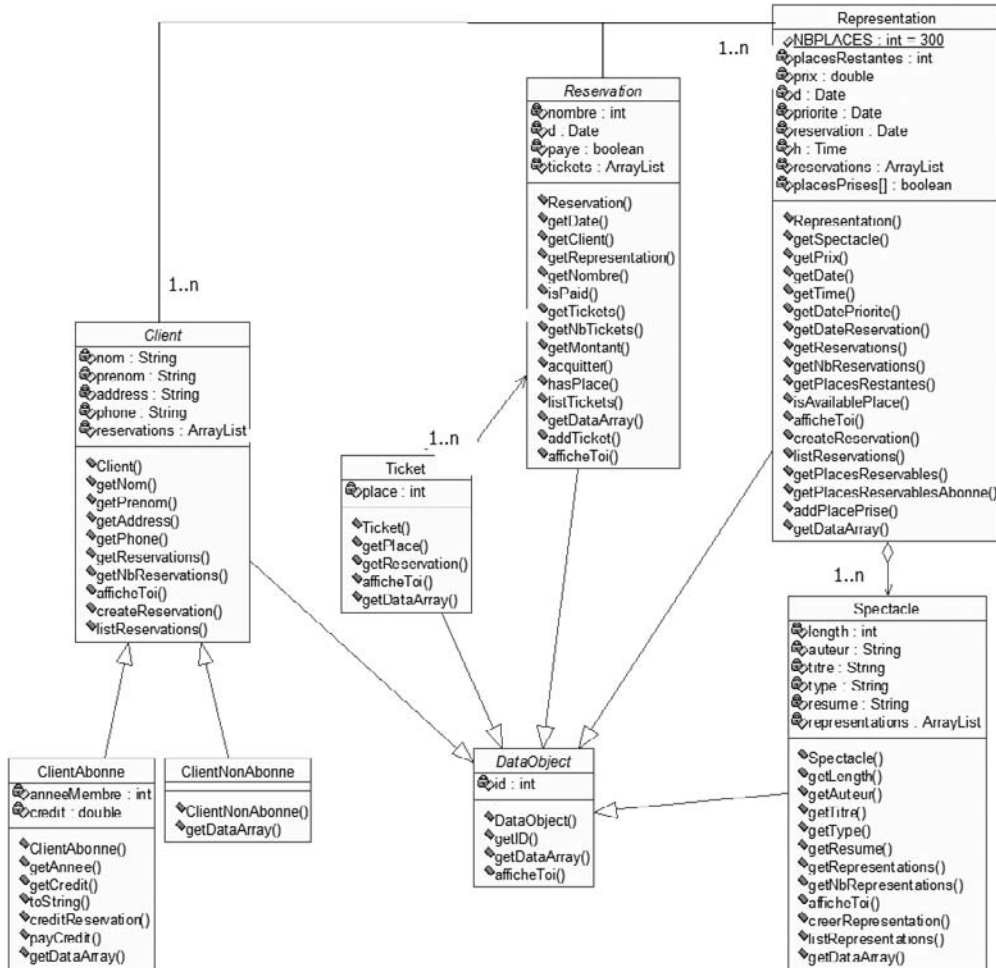 Representation
NBPLACES : int = 300
placesRestantes : int
prix : double
d : Date
priorite : Date
reservation : Date
h : Time
reservations : ArrayList
placesPrises[] : boolean
Representation()
getSpectacle()
getPrix()
getDate()
getTime()
getDatePriorite()
getDateReservation()
getReservations()
getNbReservations()
getPlacesRestantes()
isAvailablePlace()
afficheToi()
createReservation()
listReservations()
getPlacesReservables()
getPlacesReservablesAbonne()
addPlacePrise()
getDataArray()
1..n
Reservation
nombre : int
d : Date
paye : boolean
tickets : ArrayList
Reservation()
getDate()
getClient()
getRepresentation()
getNombre()
isPaid()
getTickets()
getNbTickets()
getMontant()
acquitter()
hasPlace()
listTickets()
getDataArray()
addTicket()
afficheToi()
1..n
Client
nom : String
prenom : String
address : String
phone : String
reservations : ArrayList
Client()
getNom()
getPrenom()
getAddress()
getPhone()
getReservations()
getNbReservations()
afficheToi()
createReservation()
listReservations()
1..n
Ticket
place : int
Ticket()
getPlace()
getReservation()
afficheToi()
getDataArray()
1..n
Spectacle
length : int
auteur : String
titre : String
type : String
resume : String
representations : ArrayList
Spectacle()
getLength()
getAuteur()
getTitre()
getType()
getResume()
getRepresentations()
getNbRepresentations()
afficheToi()
creerRepresentation()
listRepresentations()
getDataArray()
ClientAbonne
anneeMembre : int
credit : double
ClientAbonne()
getAnnee()
getCredit()
toString()
creditReservation()
payCredit()
getDataArray()
ClientNonAbonne
ClientNonAbonne()
getDataArray()
DataObject
id : int
DataObject()
getID()
getDataArray()
afficheToi()